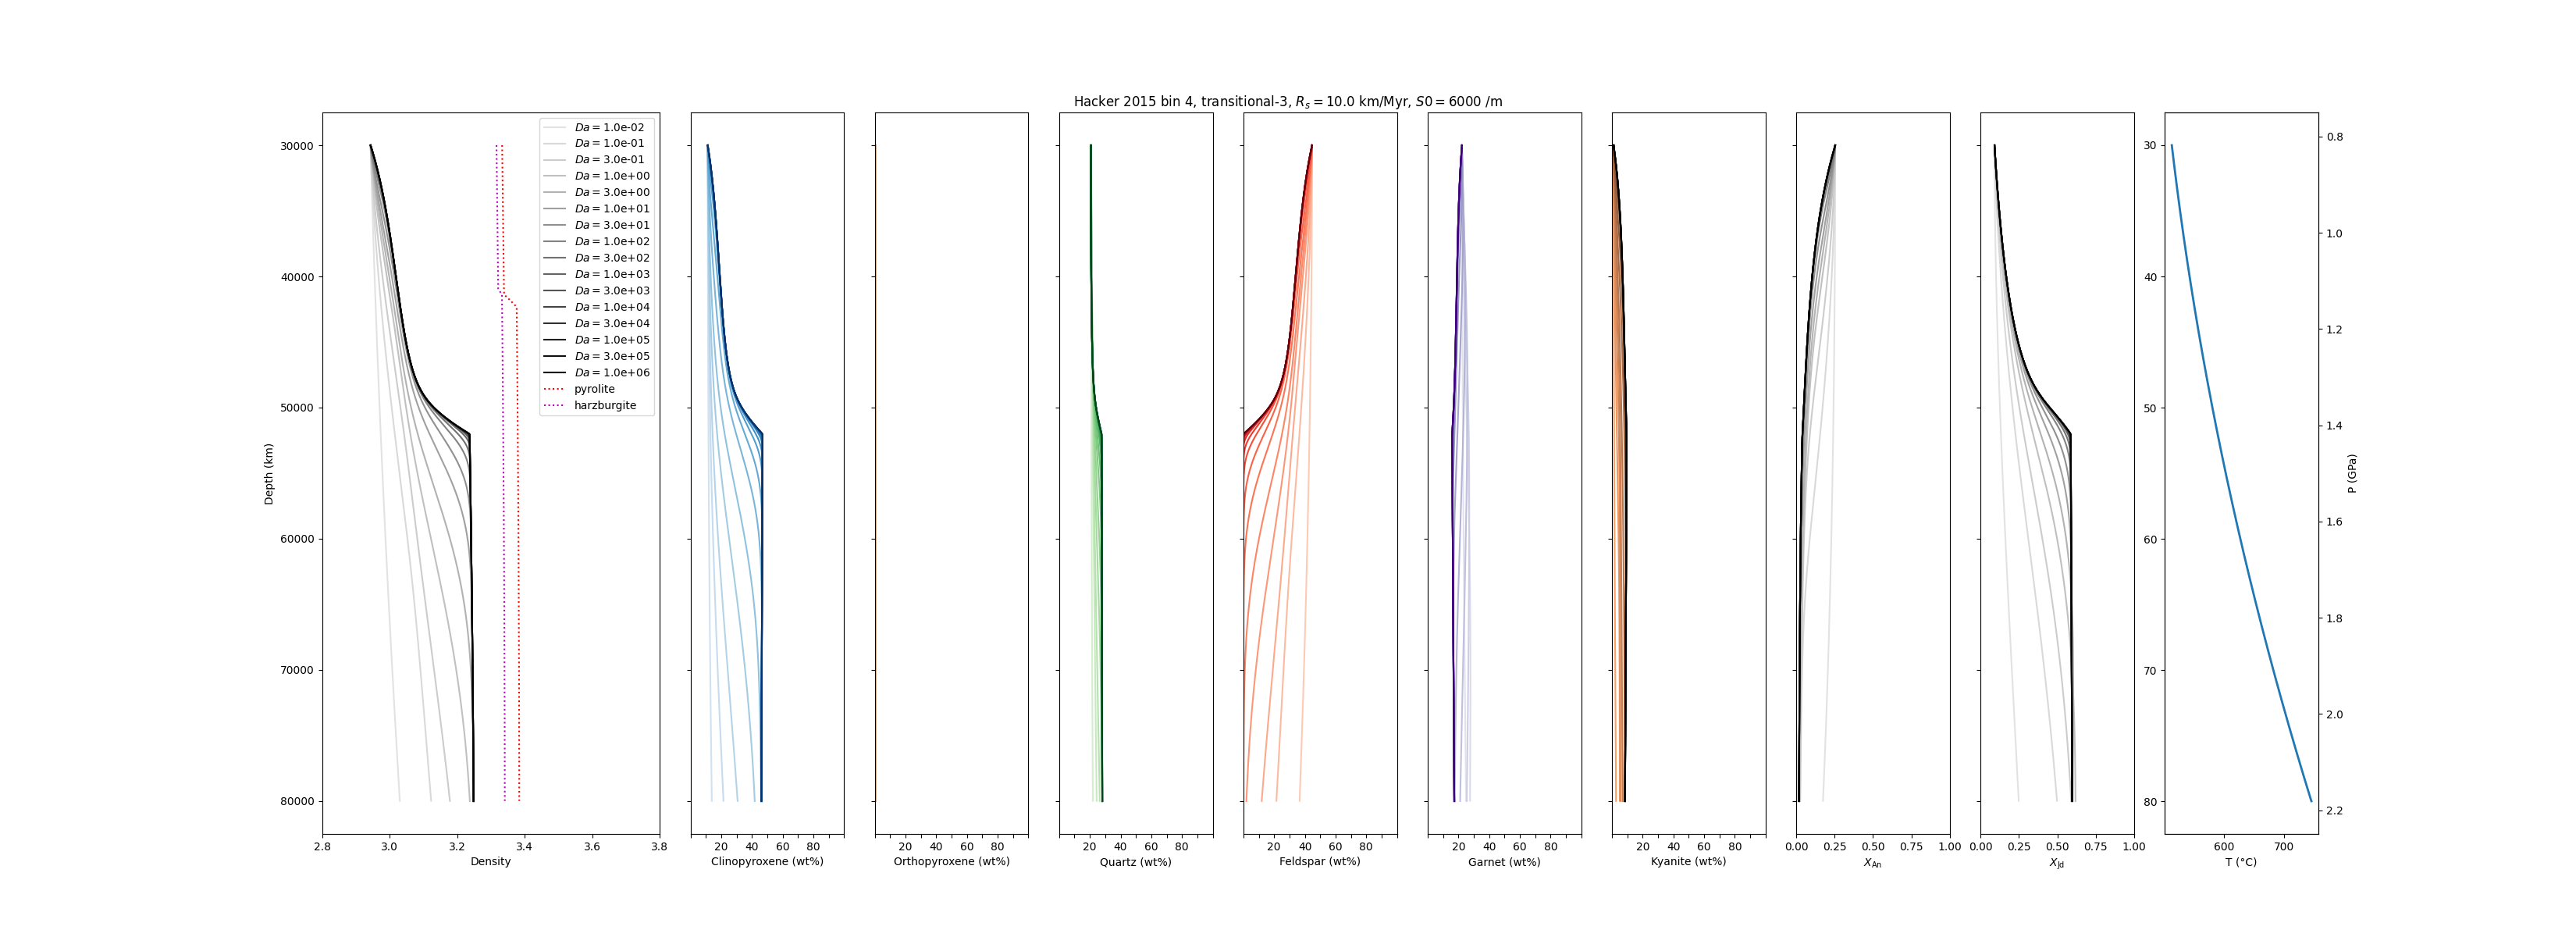 Hacker 2015 bin 4, transitional-3, R_s = 10.0 km/Myr, S0 = 6000 /m
Da = 1.0e-02
Da = 1.0e-01
Da = 3.0e-01
Da = 1.0e+00
Da = 3.0e+00
Da = 1.0e+01
Da = 3.0e+01
Da = 1.0e+02
Da = 3.0e+02
Da = 1.0e+03
Da = 3.0e+03
Da = 1.0e+04
Da = 3.0e+04
Da = 1.0e+05
Da = 3.0e+05
Da = 1.0e+06
pyrolite
harzburgite
Depth (km)
30000
40000
50000
60000
70000
80000
2.8 3.0 3.2 3.4 3.6 3.8
Density
20 40 60 80
Clinopyroxene (wt%)
20 40 60 80
Orthopyroxene (wt%)
20 40 60 80
Quartz (wt%)
20 40 60 80
Feldspar (wt%)
20 40 60 80
Garnet (wt%)
20 40 60 80
Kyanite (wt%)
0.00 0.25 0.50 0.75 1.00
X_An
0.00 0.25 0.50 0.75 1.00
X_Jd
30
40
50
60
70
80
600 700
T (°C)
0.8
1.0
1.2
1.4
1.6
1.8
2.0
2.2
P (GPa)